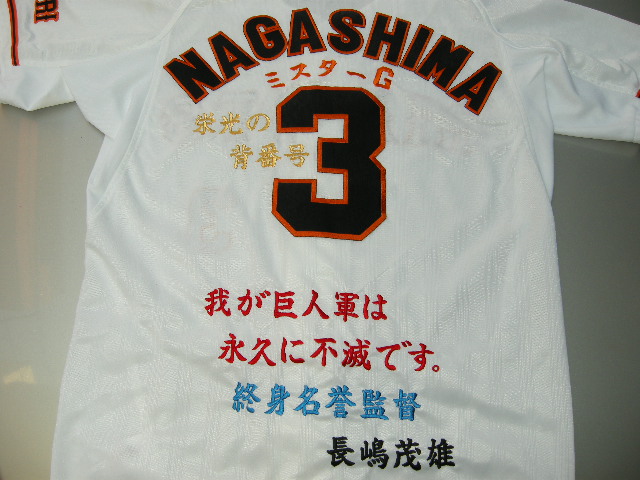 NAGASHIMA
ミスターG
栄光の
背番号
3
我が巨人軍は
永久に不滅です。
終身名誉監督
長嶋茂雄